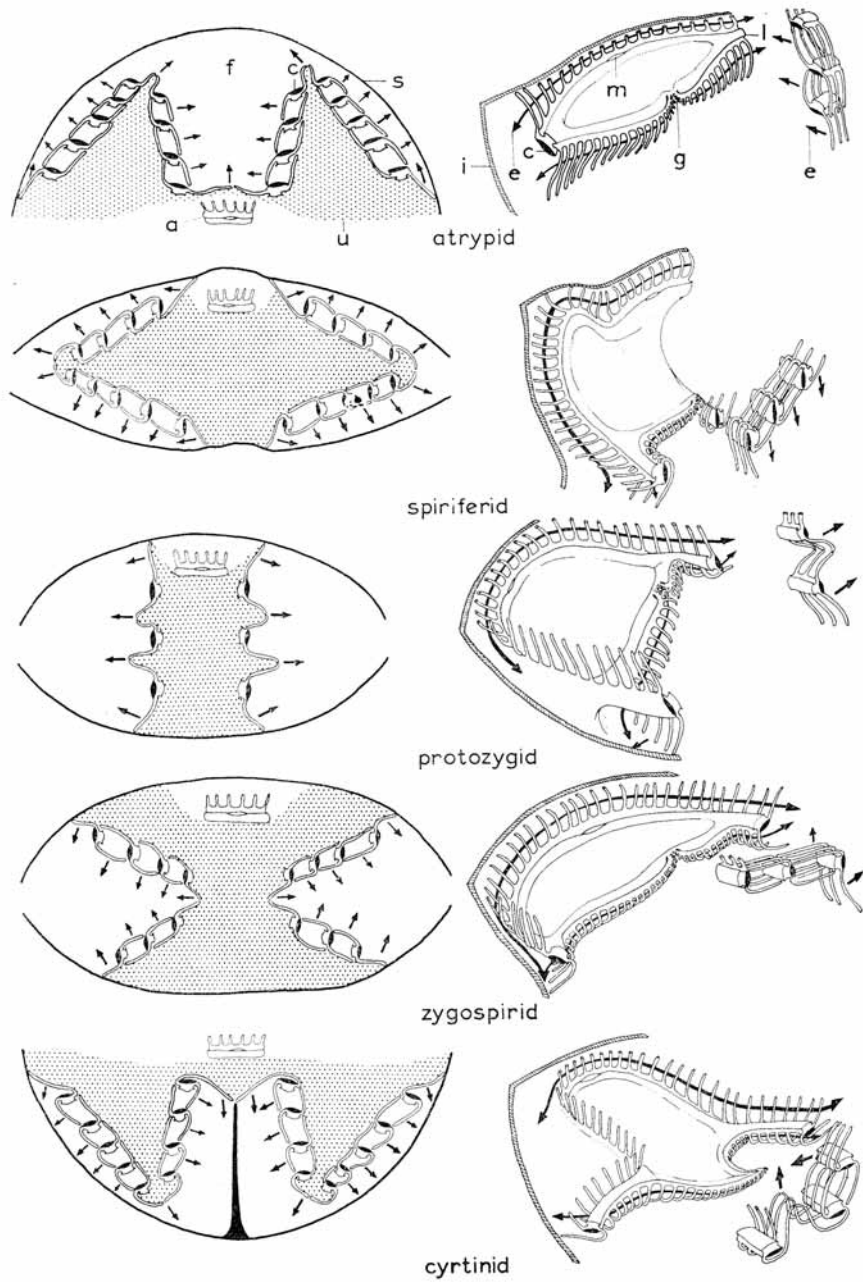 f
c
s
a
u
l
m
c
g
i
e
e
atrypid
spiriferid
protozygid
zygospirid
cyrtinid